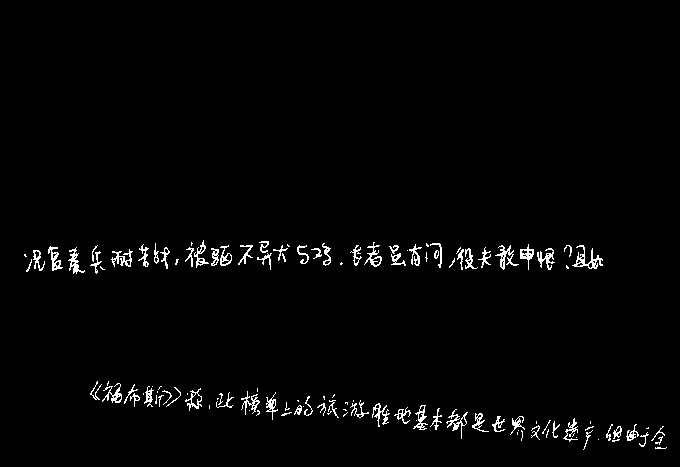 况复秦兵耐苦战,被驱不异犬与鸡.长者虽有问,役夫敢申恨?且如
《福布斯》称,此榜单上的旅游胜地基本都是世界文化遗产.但由于全